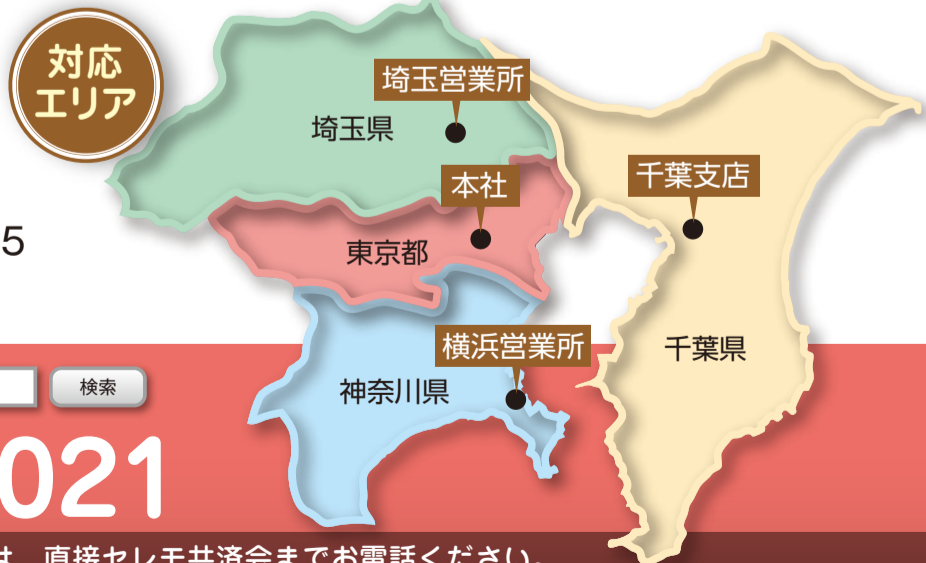 対応
エリア
埼玉営業所
埼玉県
本社
千葉支店
5
東京都
横浜営業所
千葉県
検索
神奈川県
021
は、直接セレモ共済会までお電話ください。